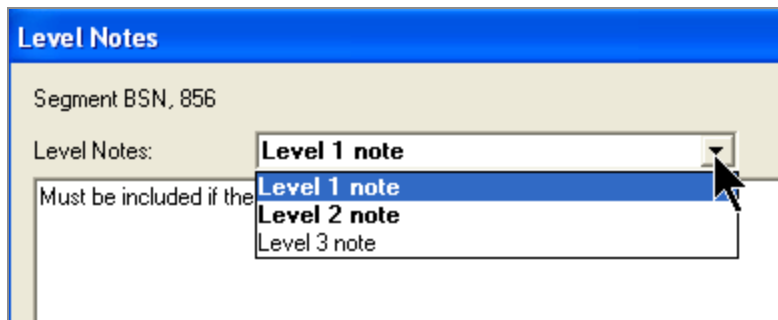 Level Notes
Segment BSN, 856
Level Notes: Level 1 note
Must be included if the Level 1 note
Level 2 note
Level 3 note